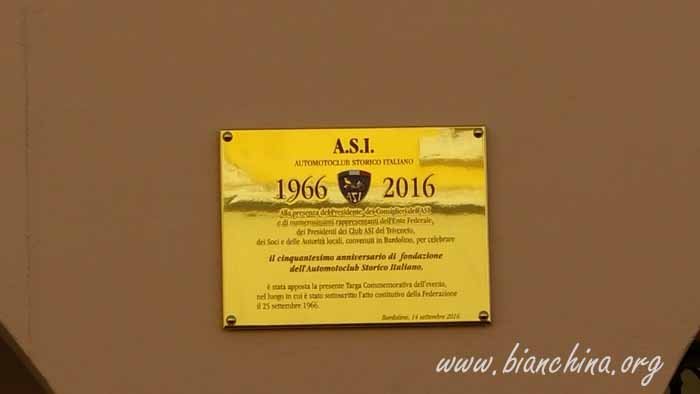 A.S.I.
AUTOMOTOCLUB STORICO ITALIANO
1966 ASI 2016
Alla presenza del Presidente, dei Consiglieri dell'ASI
e di numerosissimi rappresentanti dell'Ente Federale,
dei Presidenti dei Club ASI del Triveneto,
dei Soci e delle Autorità locali, convenuti in Bardolino, per celebrare
il cinquantesimo anniversario di fondazione
dell'Automotoclub Storico Italiano,
è stata apposta la presente Targa Commemorativa dell'evento,
nel luogo in cui è stato sottoscritto l'atto costitutivo della Federazione
il 25 settembre 1966.
Bardolino, 14 settembre 2016
www.bianchina.org